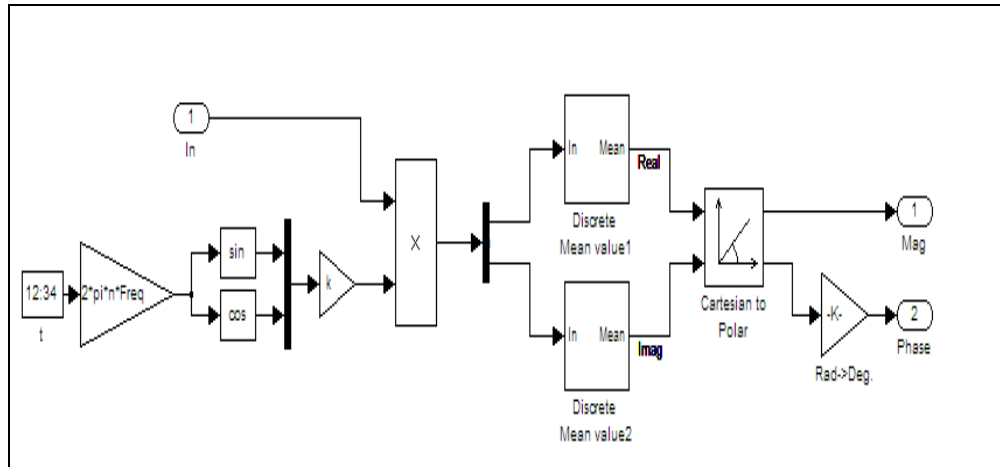 1
In
12:34
t
2*pi*n*Freq
sin
cos
k
X
In Mean
Discrete
Mean value1
Real
In Mean
Discrete
Mean value2
Imag
Cartesian to
Polar
-K-
Rad->Deg.
1
Mag
2
Phase